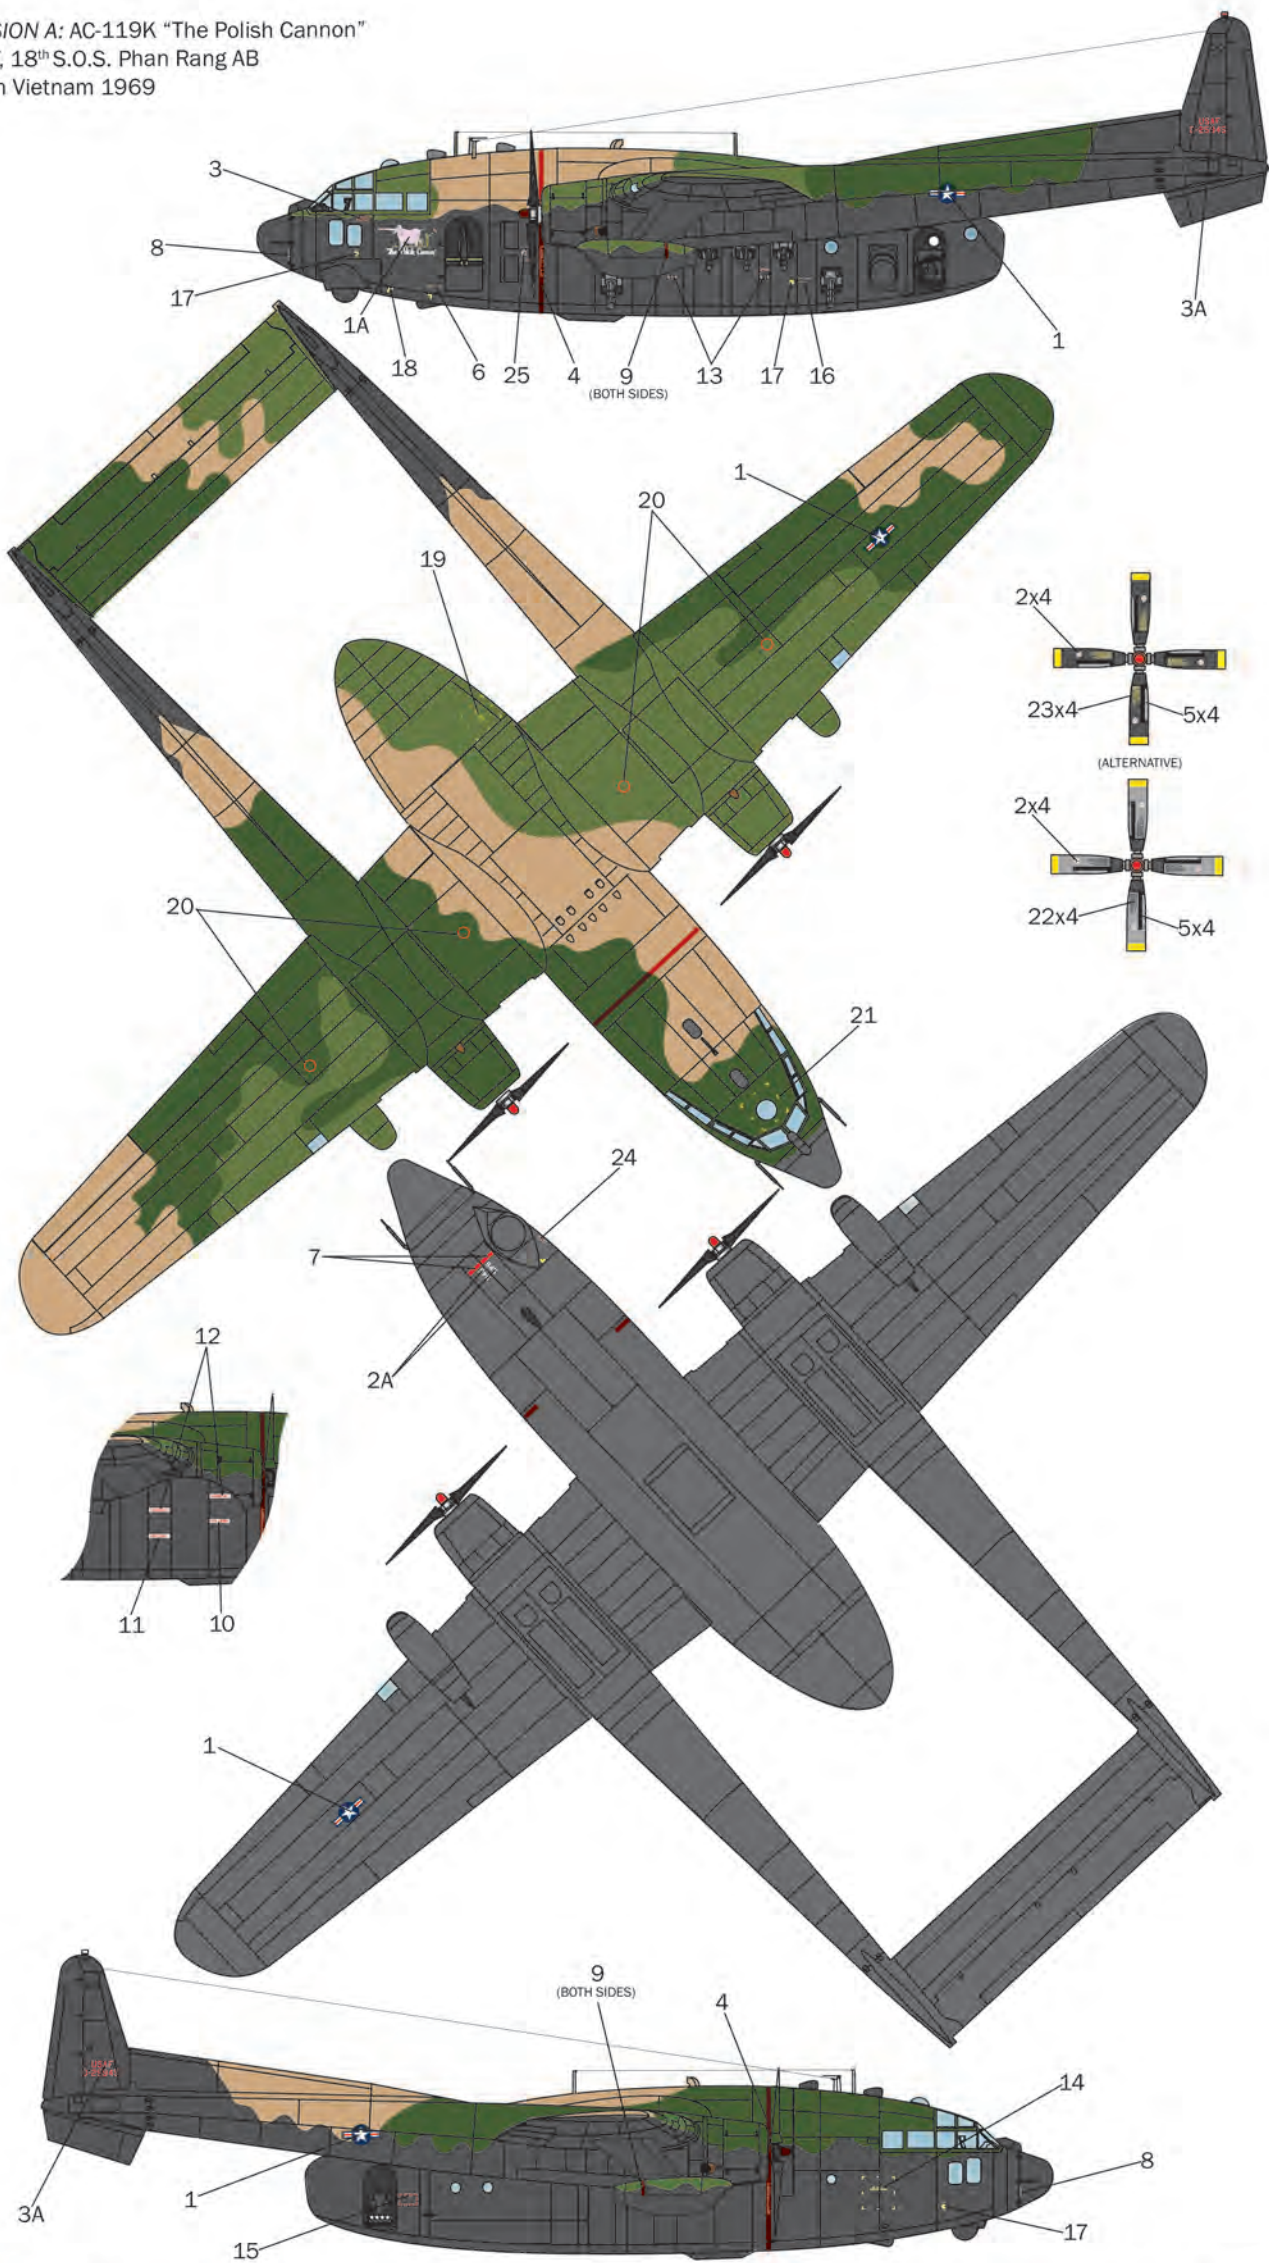 SION A: AC-119K “The Polish Cannon”
, 18th S.O.S. Phan Rang AB
Vietnam 1969
3
8
17
1A
18
6
25
4
9
(BOTH SIDES)
13
17
16
1
3A
USAF
1
20
19
2x4
23x4
5x4
(ALTERNATIVE)
2x4
22x4
5x4
20
21
24
7
2A
12
11
10
1
9
(BOTH SIDES)
4
14
8
17
USAF
3A
1
15